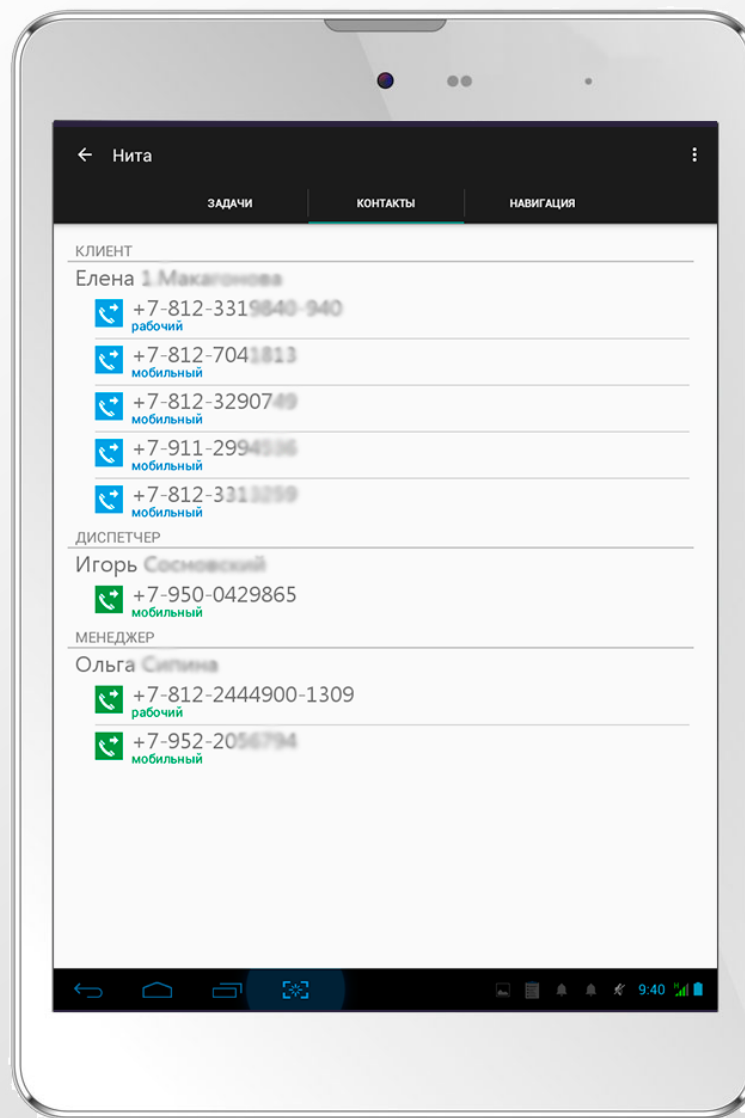 Нита
ЗАДАЧИ
КОНТАКТЫ
НАВИГАЦИЯ
КЛИЕНТ
Елена
+7-812-331
рабочий
+7-812-7041
мобильный
+7-812-32907
мобильный
+7-911-299
мобильный
+7-812-3
мобильный
ДИСПЕТЧЕР
Игорь
+7-950-0429865
мобильный
МЕНЕДЖЕР
Ольга
+7-812-2444900-1309
рабочий
+7-952-20
мобильный
9:40